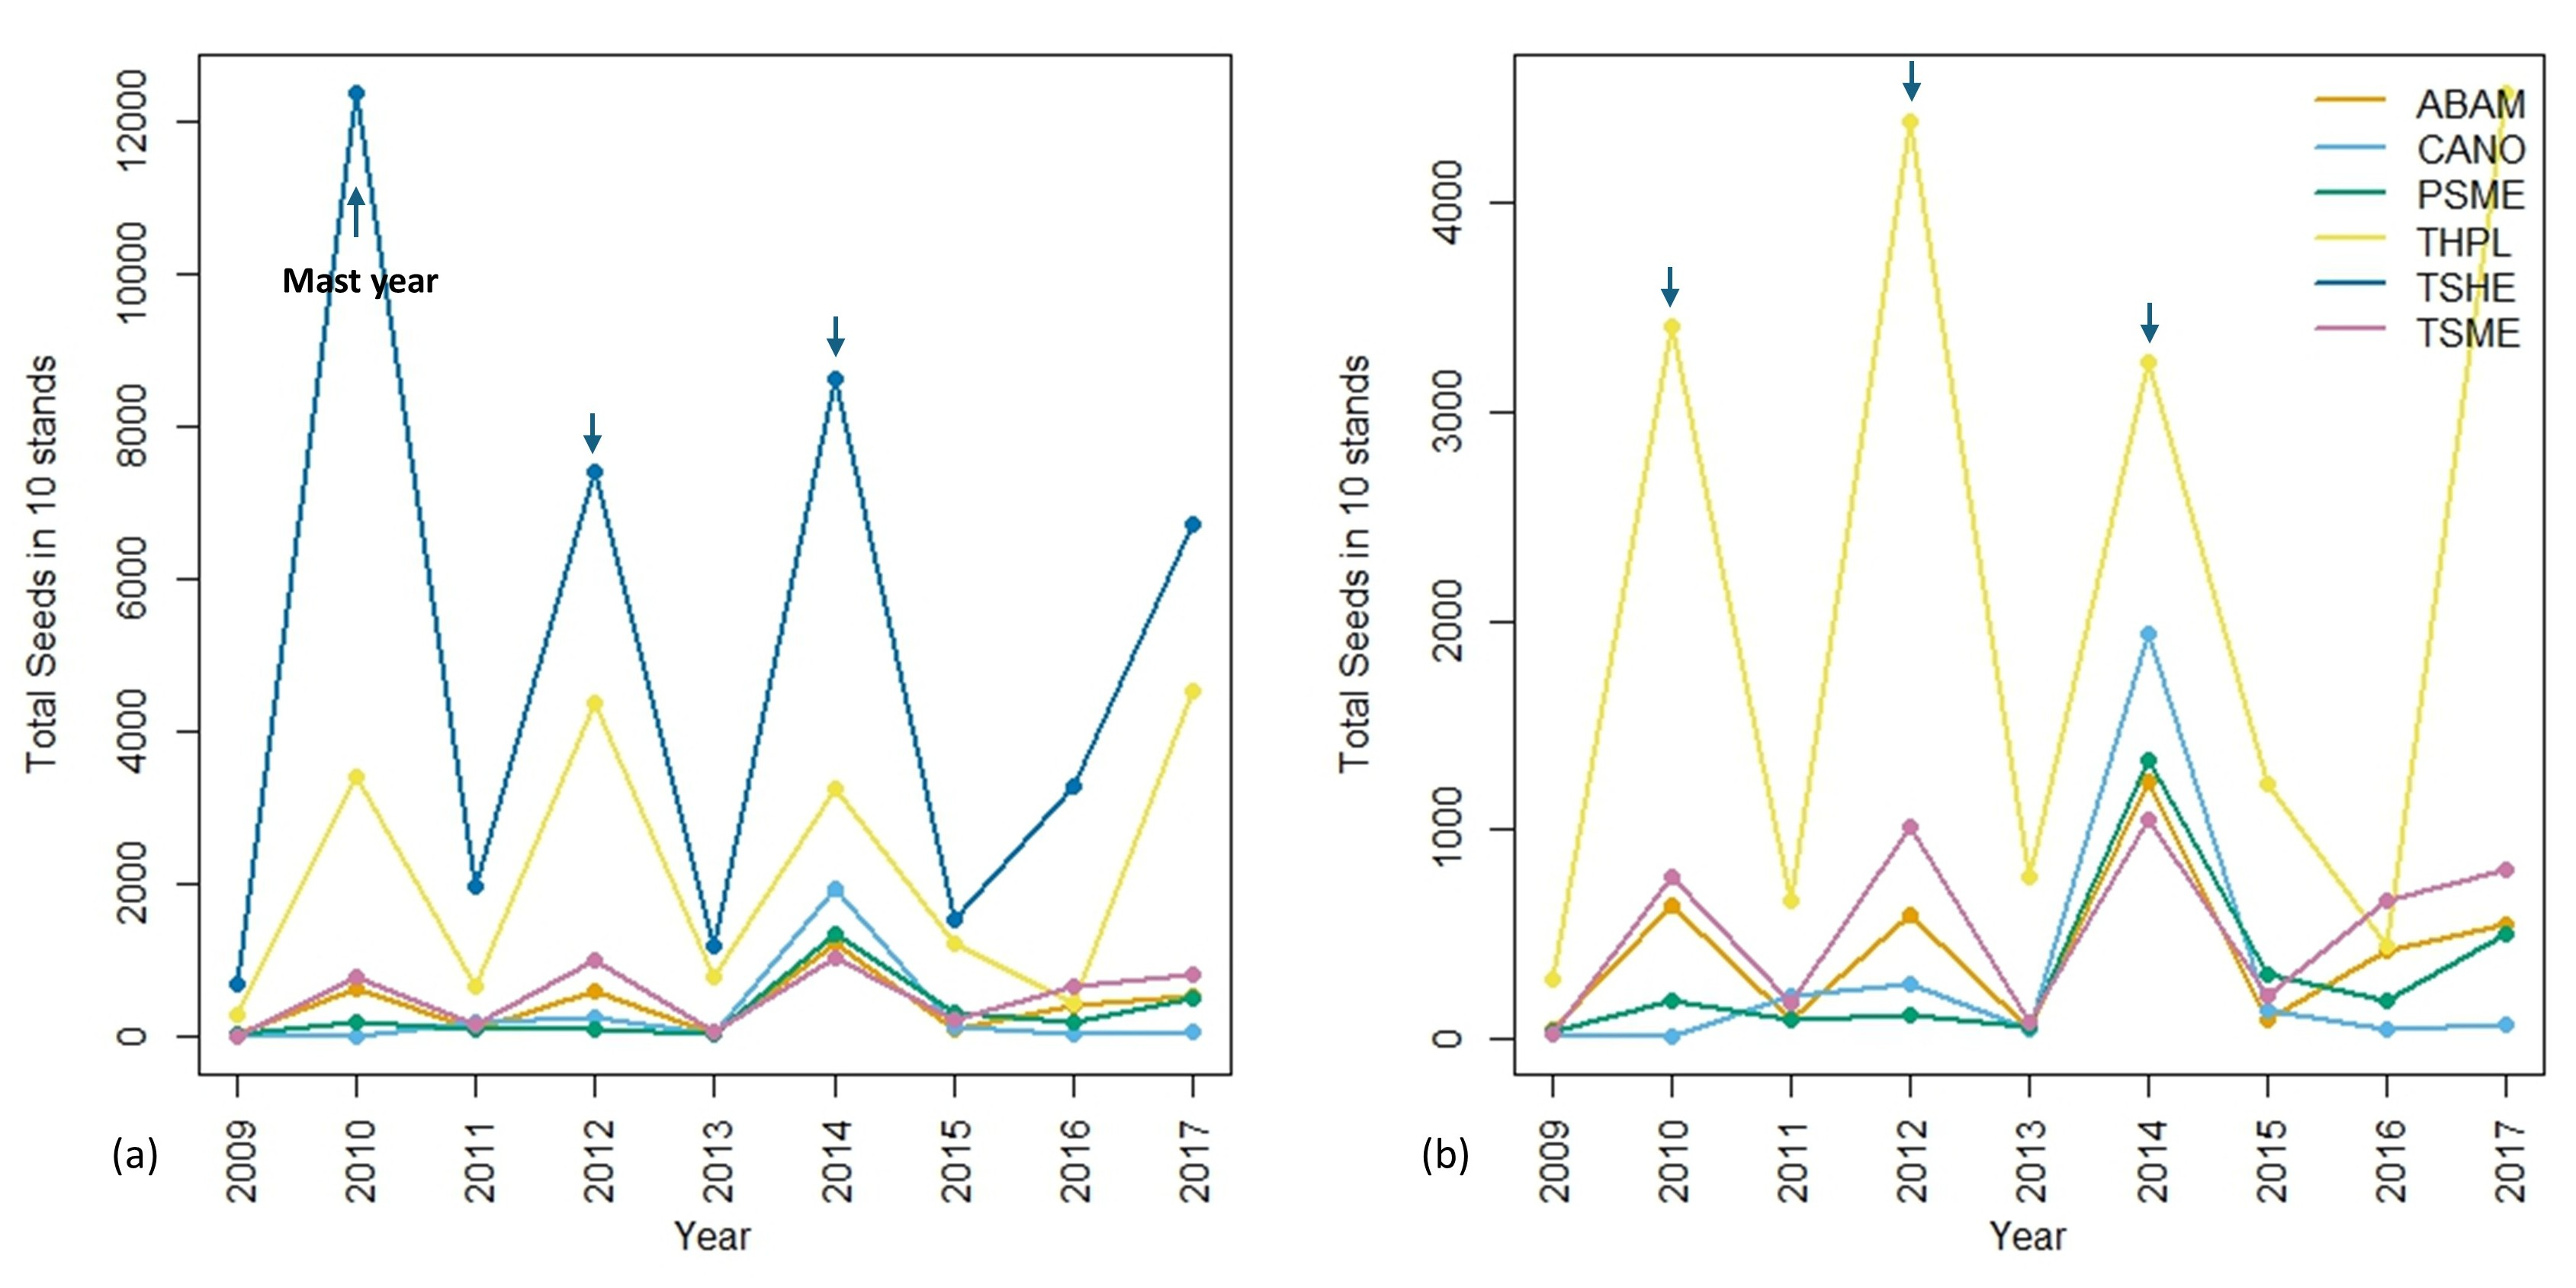 Total Seeds in 10 stands
12000
10000
8000
6000
4000
2000
0
Mast year
2009
2010
2011
2012
2013
2014
2015
2016
2017
Year
(a)
Total Seeds in 10 stands
4000
3000
2000
1000
0
ABAM
CANO
PSME
THPL
TSHE
TSME
2009
2010
2011
2012
2013
2014
2015
2016
2017
Year
(b)